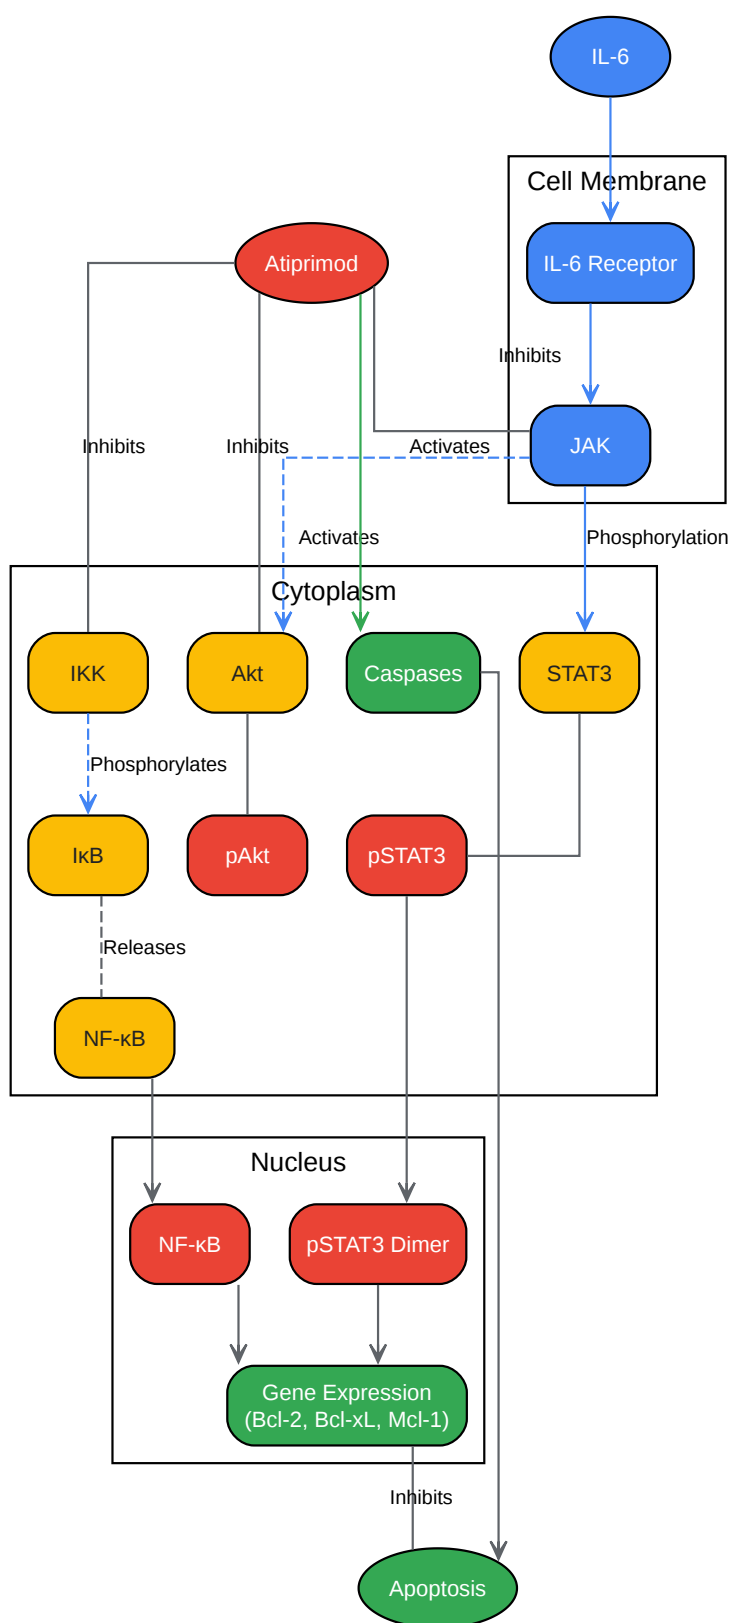 IL-6
Cell Membrane
Atiprimod
IL-6 Receptor
Inhibits
JAK
Inhibits
Inhibits
Activates
Activates
Phosphorylation
Cytoplasm
IKK
Akt
Caspases
STAT3
Phosphorylates
IκB
pAkt
pSTAT3
Releases
NF-κB
Nucleus
NF-κB
pSTAT3 Dimer
Gene Expression
(Bcl-2, Bcl-xL, Mcl-1)
Inhibits
Apoptosis